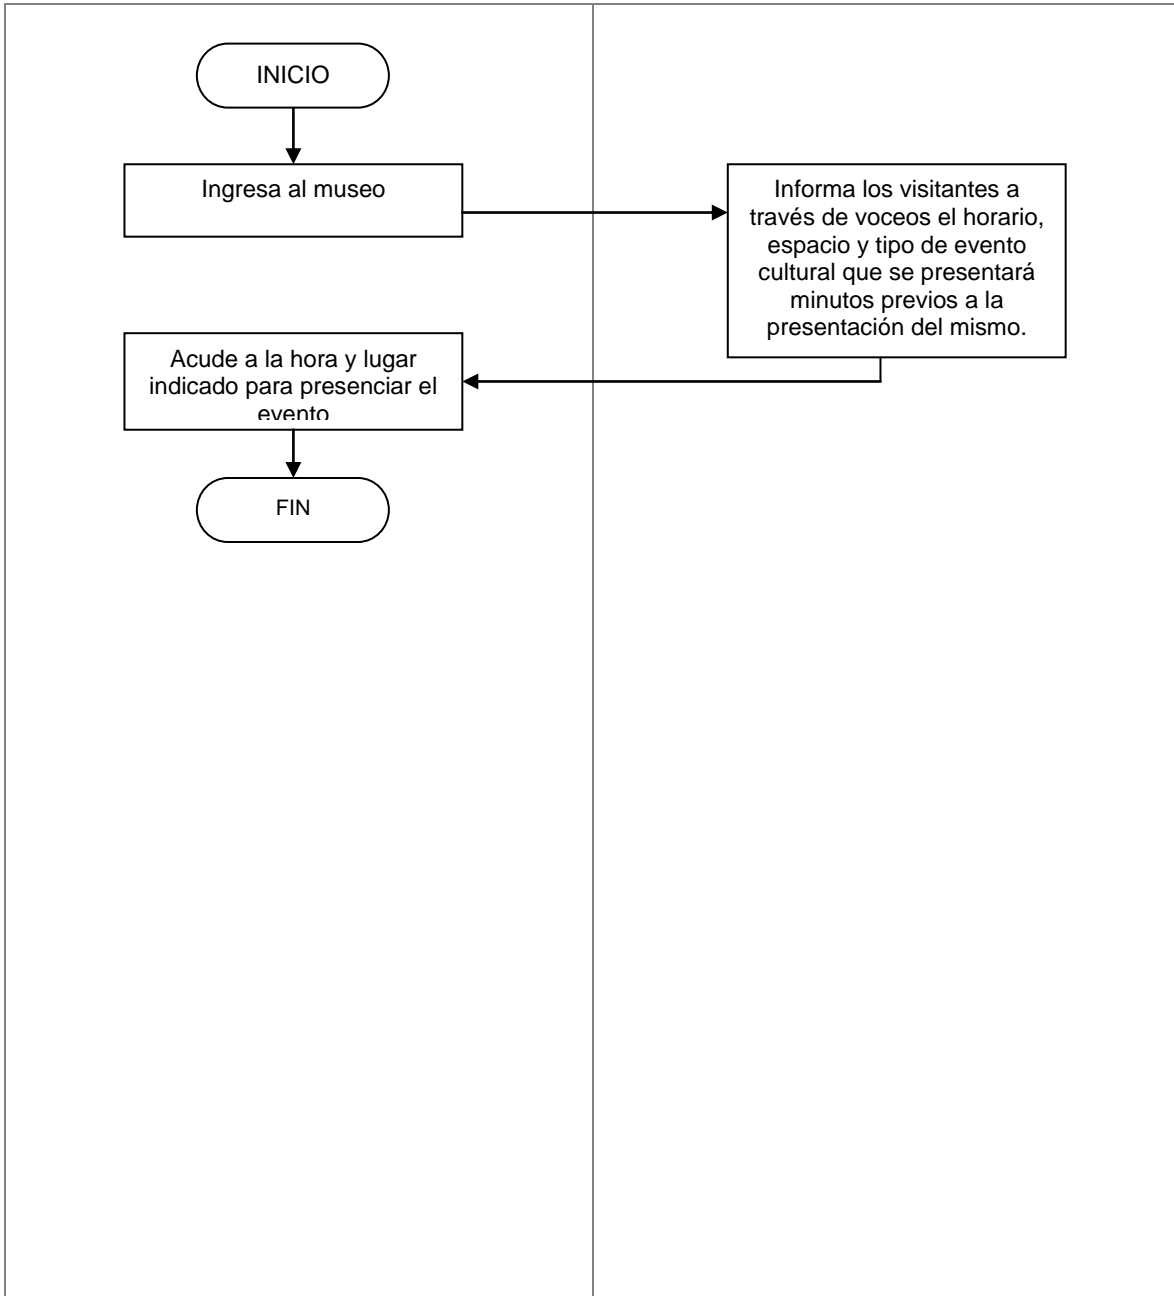 INICIO
Ingresa al museo
Informa los visitantes a
través de voceos el horario,
espacio y tipo de evento
cultural que se presentará
minutos previos a la
presentación del mismo.
Acude a la hora y lugar
indicado para presenciar el
evento
FIN